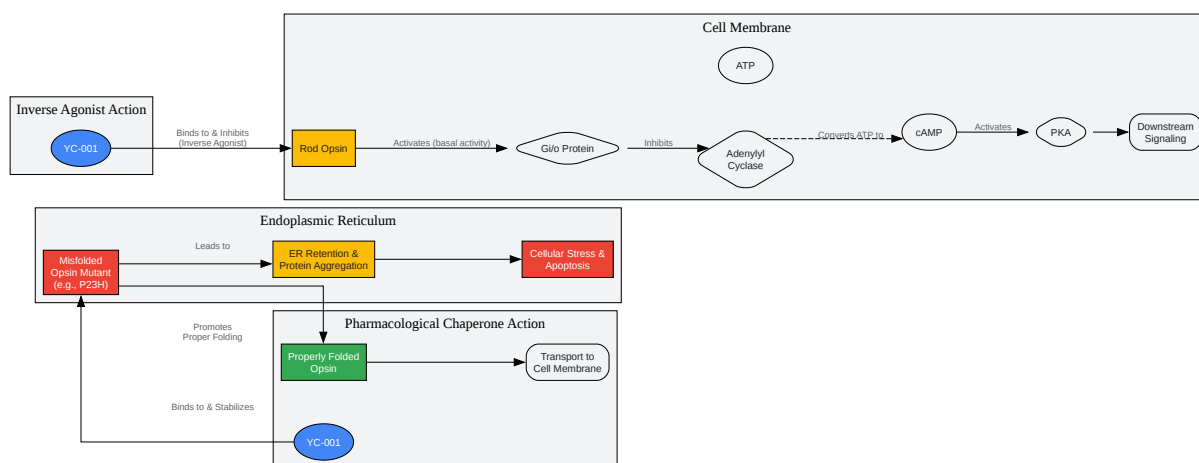 Cell Membrane
ATP
Inverse Agonist Action
YC-001
Binds to & Inhibits
(Inverse Agonist)
Rod Opsin
Activates (basal activity)
Gi/o Protein
Inhibits
Adenylyl
Cyclase
Converts ATP to
cAMP
Activates
PKA
Downstream
Signaling
Endoplasmic Reticulum
Misfolded
Opsin Mutant
(e.g., P23H)
Leads to
ER Retention &
Protein Aggregation
Cellular Stress &
Apoptosis
Promotes
Proper Folding
Pharmacological Chaperone Action
Properly Folded
Opsin
Transport to
Cell Membrane
Binds to & Stabilizes
YC-001